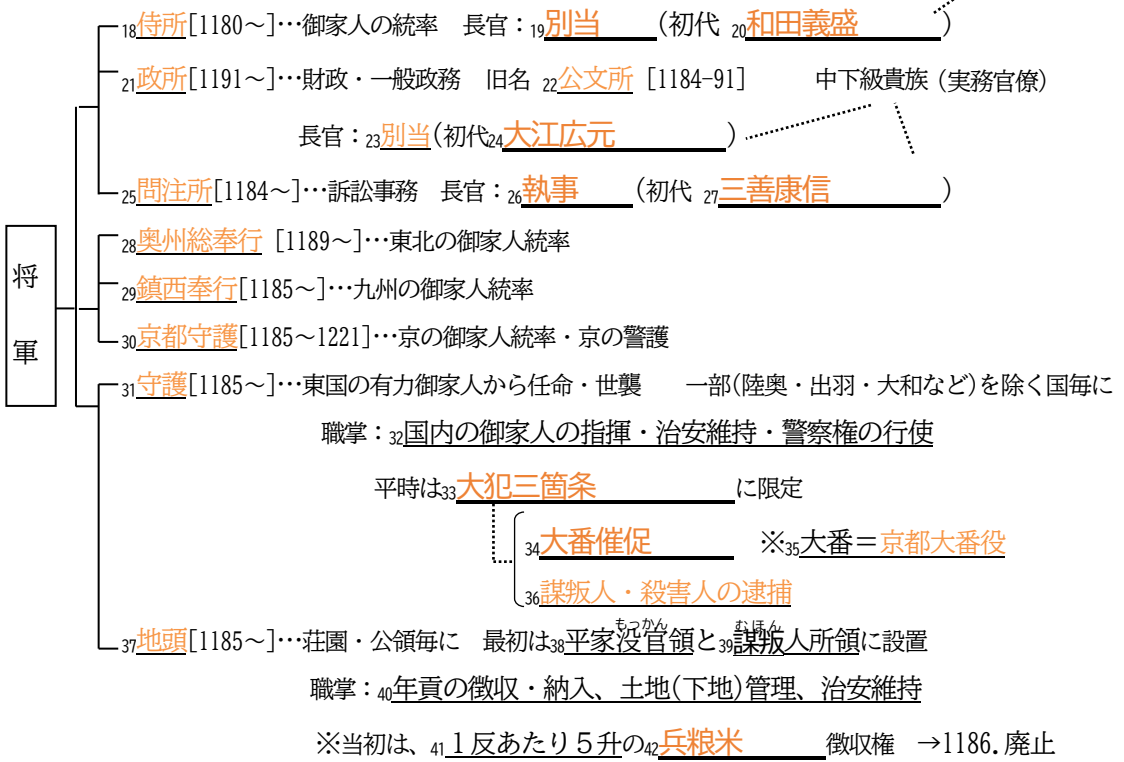 18侍所[1180～]…御家人の統率　長官：19別当　(初代 20和田義盛　)
21政所[1191～]…財政・一般政務　旧名 22公文所 [1184-91]　中下級貴族（実務官僚）
長官：23別当(初代24大江広元　)
25問注所[1184～]…訴訟事務　長官：26執事　(初代 27三善康信　)
将軍
28奥州総奉行 [1189～]…東北の御家人統率
29鎮西奉行[1185～]…九州の御家人統率
30京都守護[1185～1221]…京の御家人統率・京の警護
31守護[1185～]…東国の有力御家人から任命・世襲　一部(陸奥・出羽・大和など)を除く国毎に
職掌：32国内の御家人の指揮・治安維持・警察権の行使
平時は33大犯三箇条　に限定
34大番催促　※35大番＝京都大番役
36謀叛人・殺害人の逮捕
もっかん　むほん
37地頭[1185～]…荘園・公領毎に　最初は38平家没官領と39謀叛人所領に設置
職掌：40年貢の徴収・納入、土地(下地)管理、治安維持
※当初は、41１反あたり５升の42兵粮米　徴収権　→1186.廃止